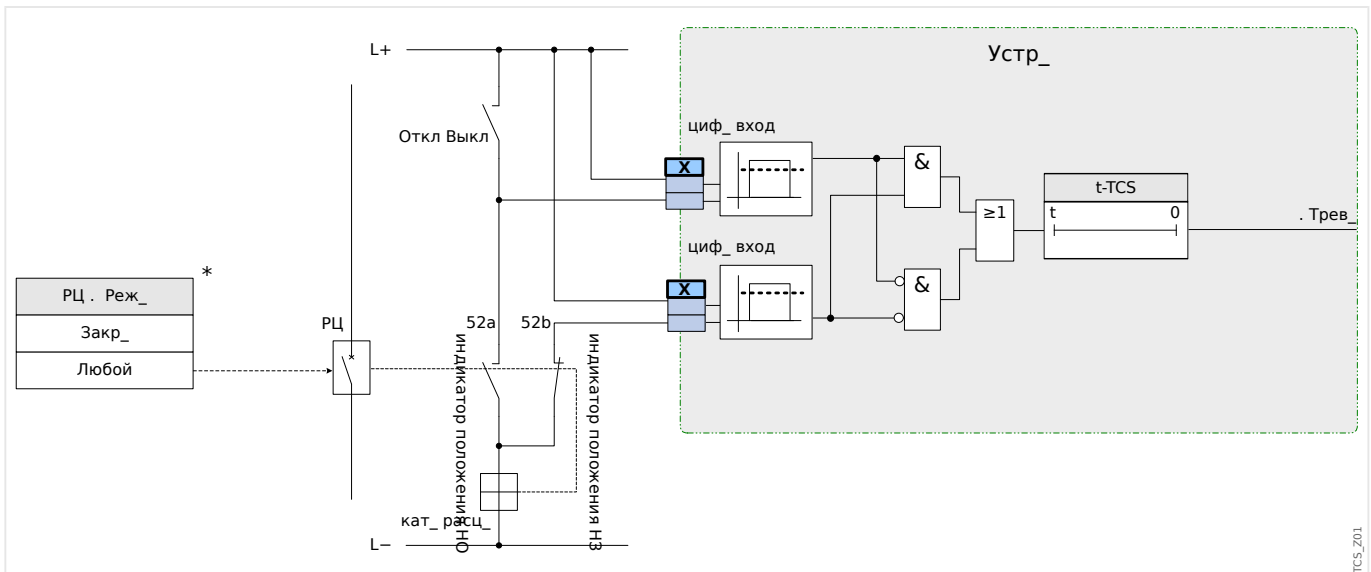 L+
Устр_
циф_ вход
Откл Выкл
X
&
t-TCS
t 0
≥1
. Трев_
циф_ вход
*
РЦ . Реж_
Закр_
Любой
X
&
РЦ
52a 52b
индикатор положения НО
индикатор положения НЗ
кат_ расц_
L−
TCS_Z01